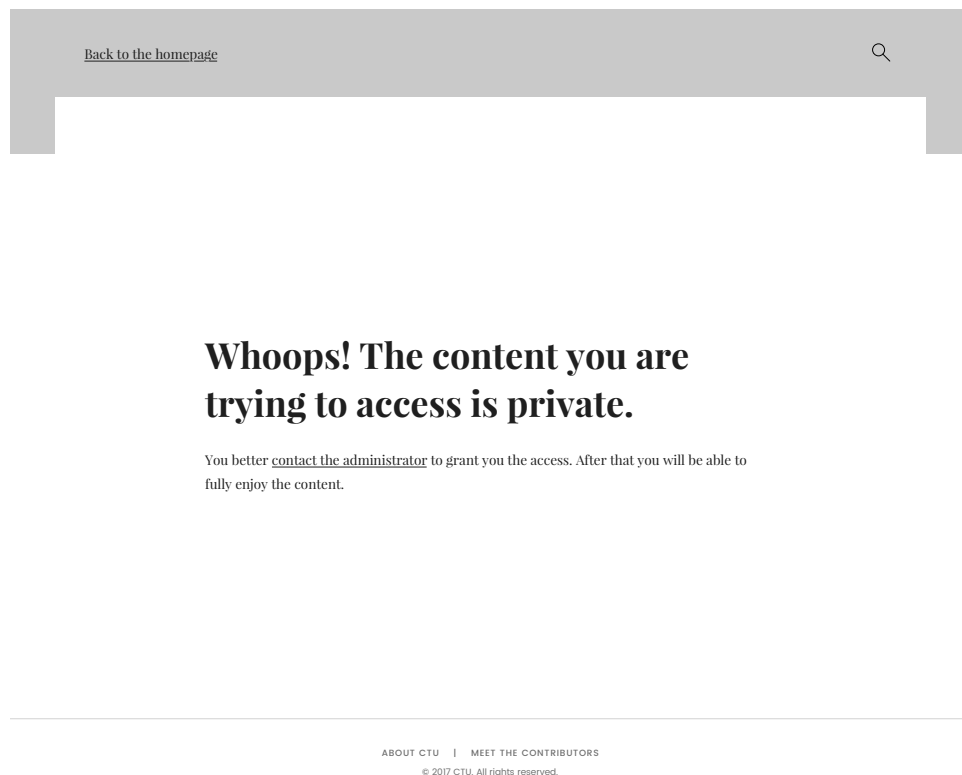 Back to the homepage
Whoops! The content you are
trying to access is private.
You better contact the administrator to grant you the access. After that you will be able to
fully enjoy the content.
ABOUT CTU | MEET THE CONTRIBUTORS
© 2017 CTU. All rights reserved.